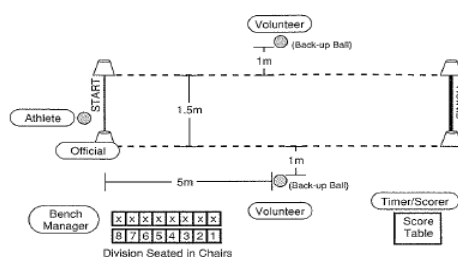 Volunteer
(Back-up Ball)
1m
START
1.5m
Athlete
Official
1m
5m
(Back-up Ball)
Volunteer
Bench
Manager
x x x x x x x x
8 7 6 5 4 3 2 1
Division Seated in Chairs
Timer/Scorer
Score
Table